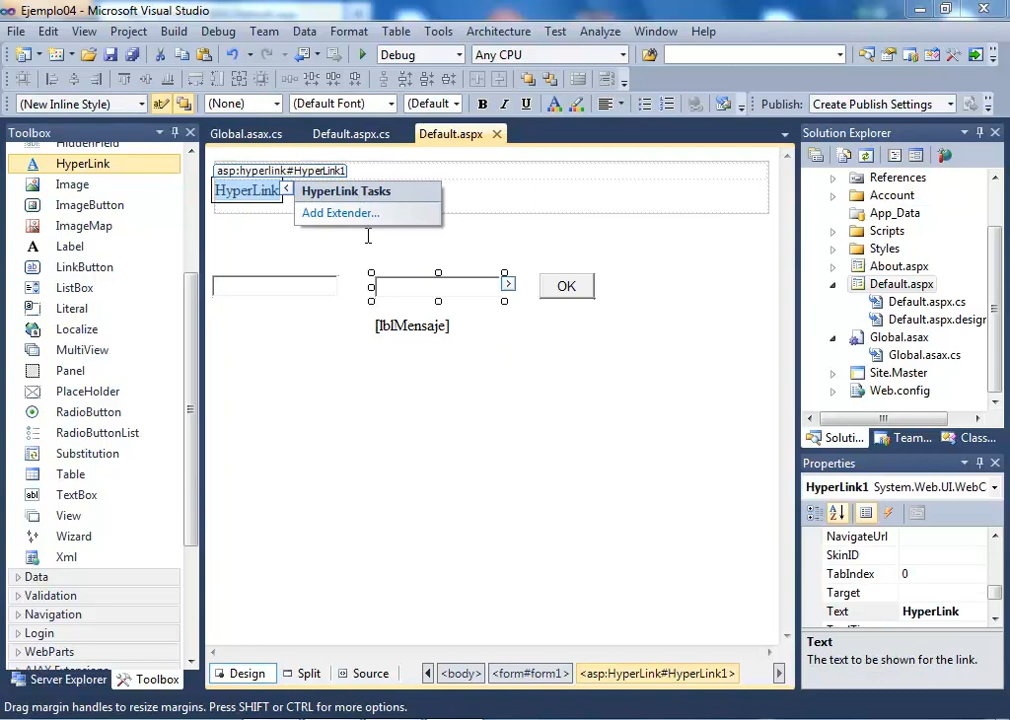 Ejemplo04 - Microsoft Visual Studio
File Edit View Project Build Debug Team Data Format Table Tools Architecture Test Analyze Window Help
Debug Any CPU
(New Inline Style) (None) (Default Font) (Default B I U A Publish: Create Publish Settings
Toolbox
HiddenField
HyperLink
Image
ImageButton
ImageMap
Label
LinkButton
ListBox
Literal
Localize
MultiView
Panel
PlaceHolder
RadioButton
RadioButtonList
Substitution
Table
TextBox
View
Wizard
Xml
Data
Validation
Navigation
Login
WebParts
AJAX Extensions
Server Explorer Toolbox
Global.asax.cs Default.aspx.cs Default.aspx
asp:hyperlink#HyperLink1
HyperLink
HyperLink Tasks
Add Extender...
OK
[lblMensaje]
Design Split Source <body> <form#form1> <asp:HyperLink#HyperLink1>
Solution Explorer
References
Account
App_Data
Scripts
Styles
About.aspx
Default.aspx
Default.aspx.cs
Default.aspx.design
Global.asax
Global.asax.cs
Site.Master
Web.config
Soluti... Team... Class...
Properties
HyperLink1 System.Web.UI.WebC
NavigateUrl
SkinID
TabIndex 0
Target
Text HyperLink
Text
The text to be shown for the link.
Drag margin handles to resize margins. Press SHIFT or CTRL for more options.